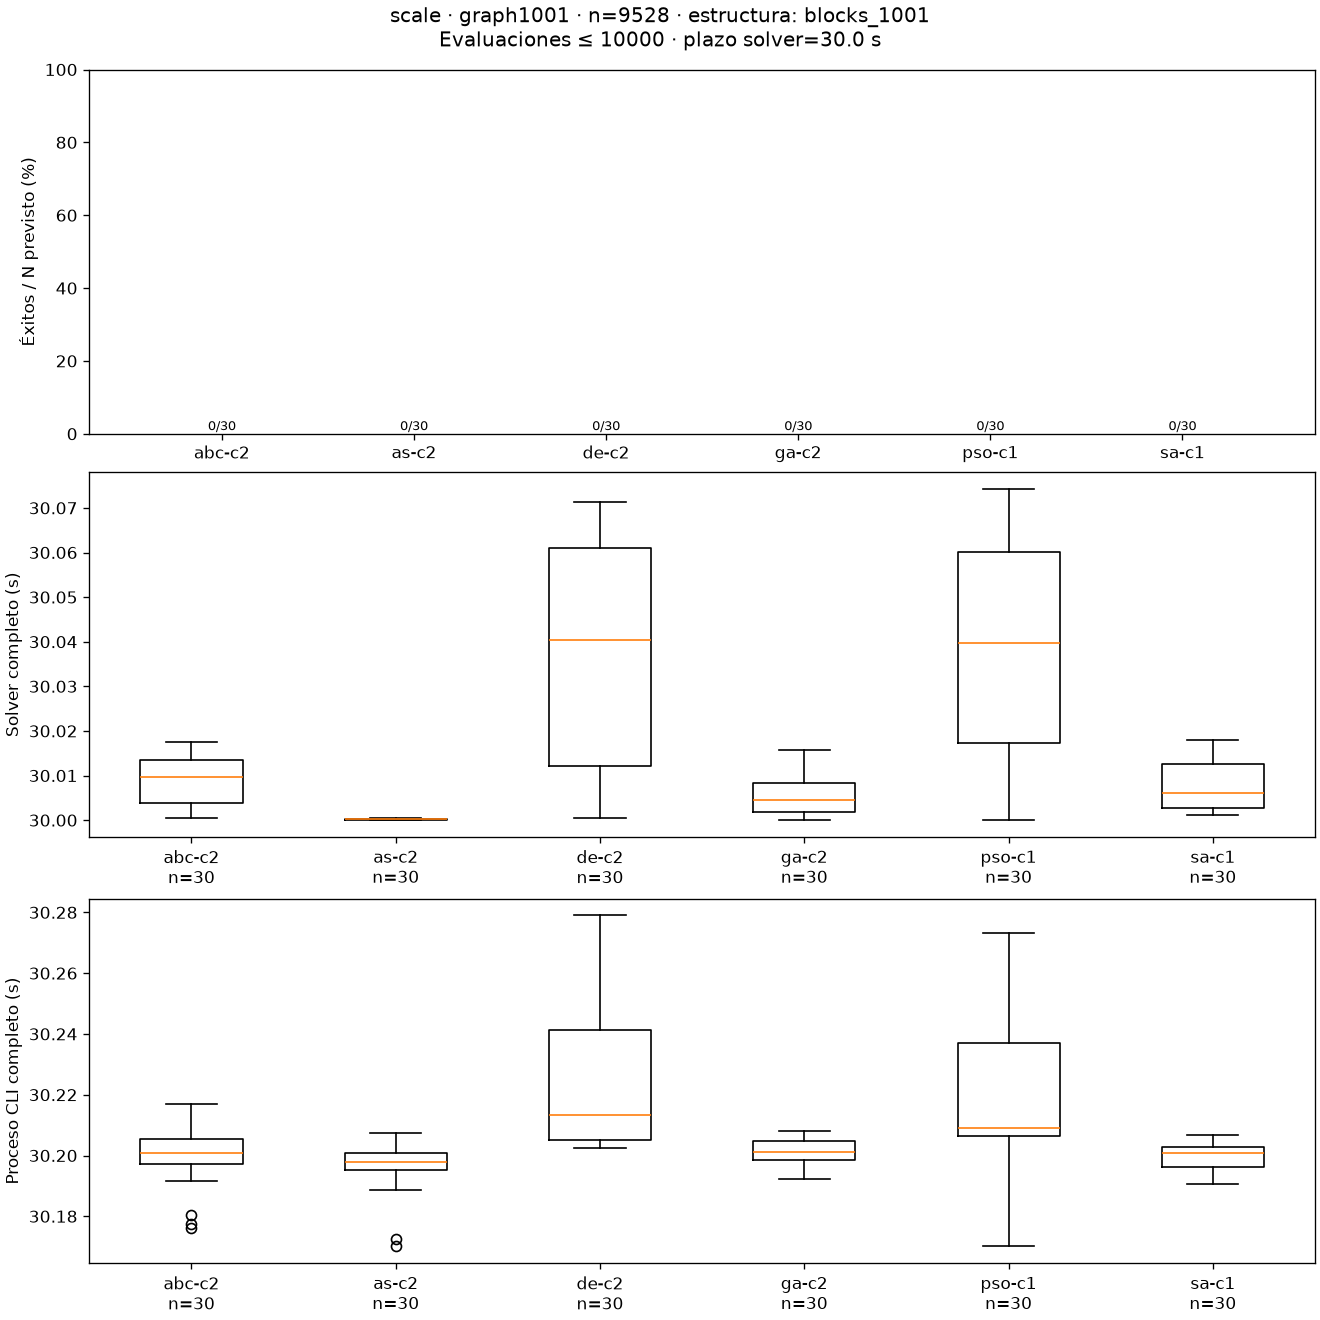 scale · graph1001 · n=9528 · estructura: blocks_1001
Evaluaciones ≤ 10000 · plazo solver=30.0 s
Éxitos / N previsto (%)
100
80
60
40
20
0
0/30 0/30 0/30 0/30 0/30 0/30
abc-c2 as-c2 de-c2 ga-c2 pso-c1 sa-c1
Solver completo (s)
30.07
30.06
30.05
30.04
30.03
30.02
30.01
30.00
abc-c2 as-c2 de-c2 ga-c2 pso-c1 sa-c1
n=30 n=30 n=30 n=30 n=30 n=30
Proceso CLI completo (s)
30.28
30.26
30.24
30.22
30.20
30.18
abc-c2 as-c2 de-c2 ga-c2 pso-c1 sa-c1
n=30 n=30 n=30 n=30 n=30 n=30